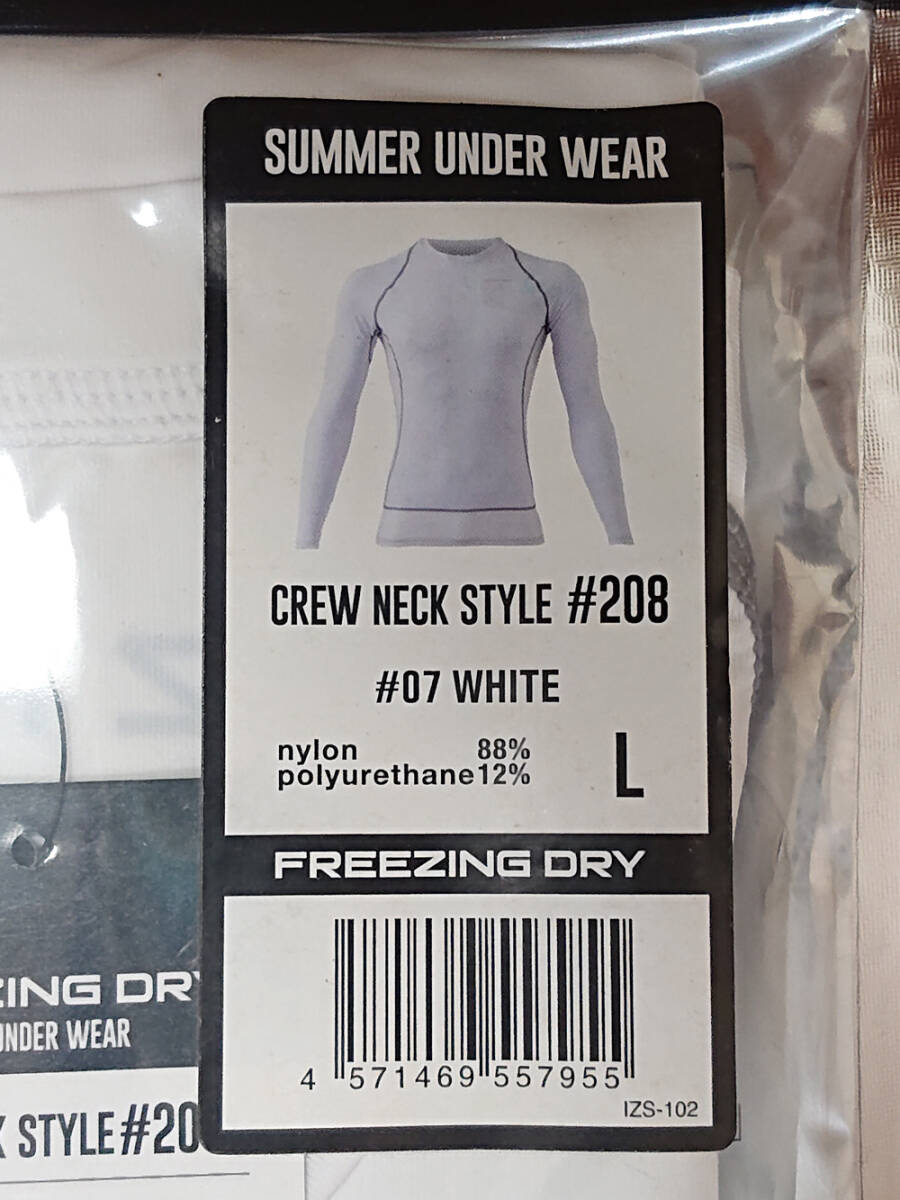 SUMMER UNDER WEAR
CREW NECK STYLE #208
#07 WHITE
nylon 88%
polyurethane 12%
L
FREEZING DRY
4 571469 557955
IZS-102
ZING DRY
UNDER WEAR
K STYLE #20